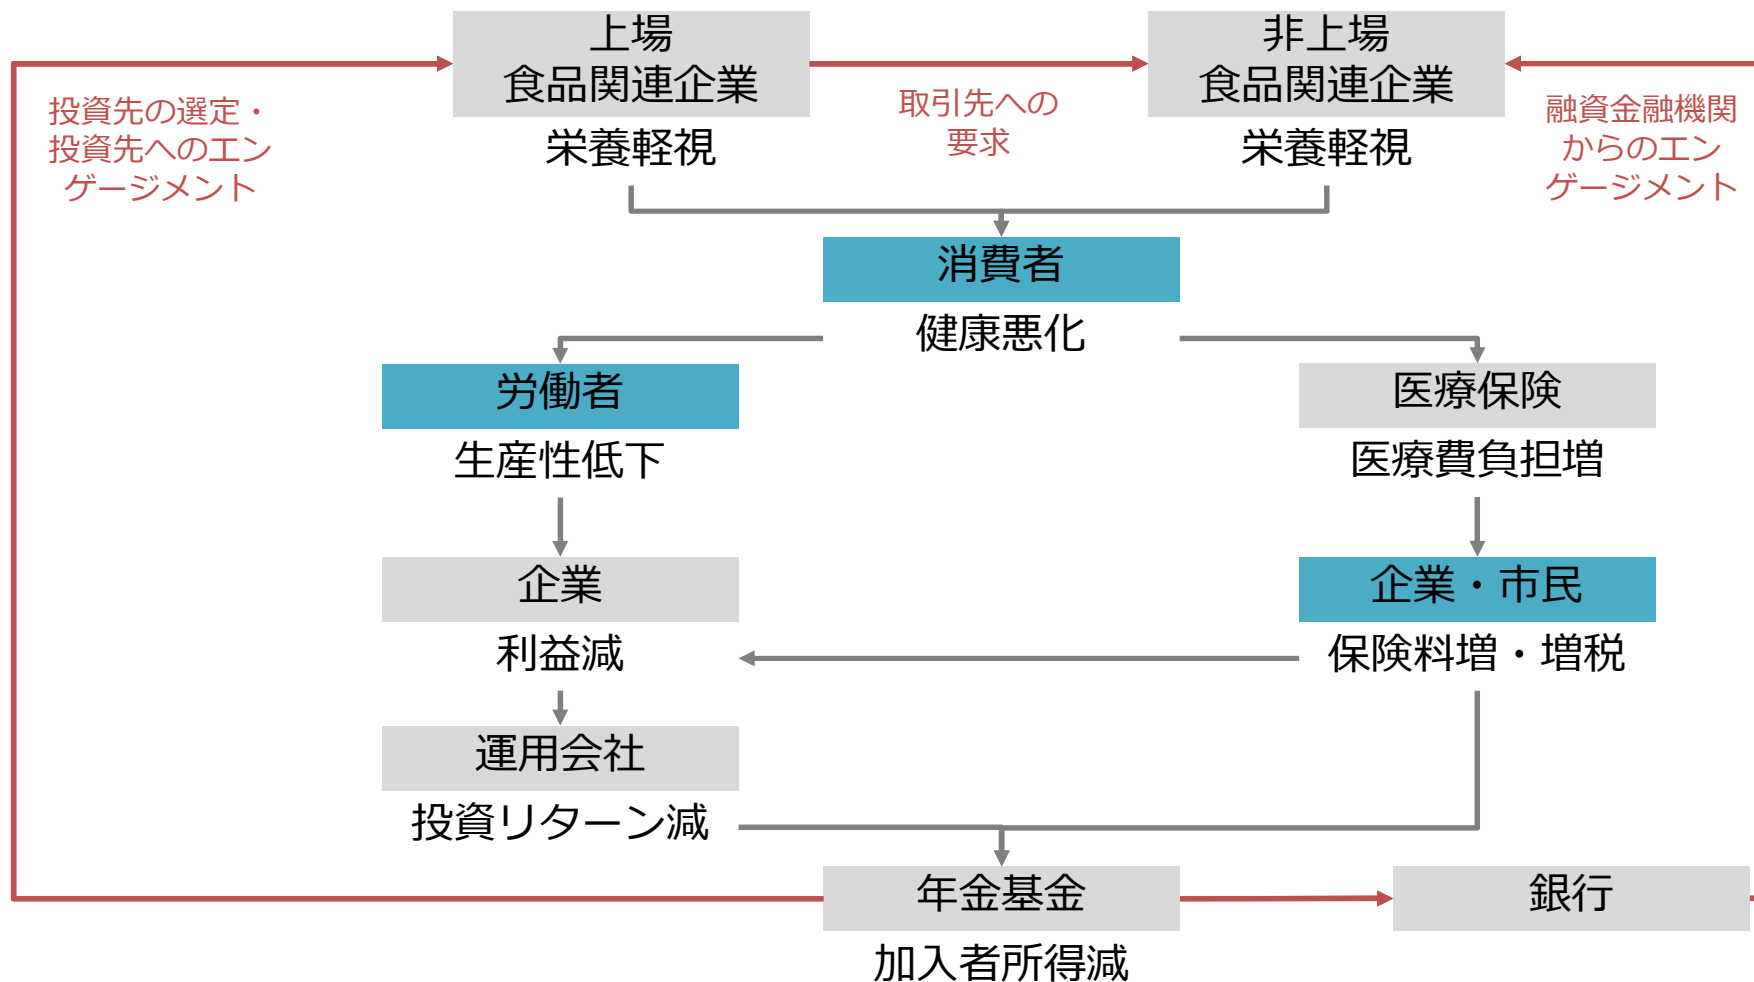 上場
食品関連企業
栄養軽視
非上場
食品関連企業
栄養軽視
投資先の選定・
投資先へのエン
ゲージメント
取引先への
要求
融資金融機関
からのエン
ゲージメント
消費者
健康悪化
労働者
生産性低下
医療保険
医療費負担増
企業
利益減
企業・市民
保険料増・増税
運用会社
投資リターン減
年金基金
加入者所得減
銀行